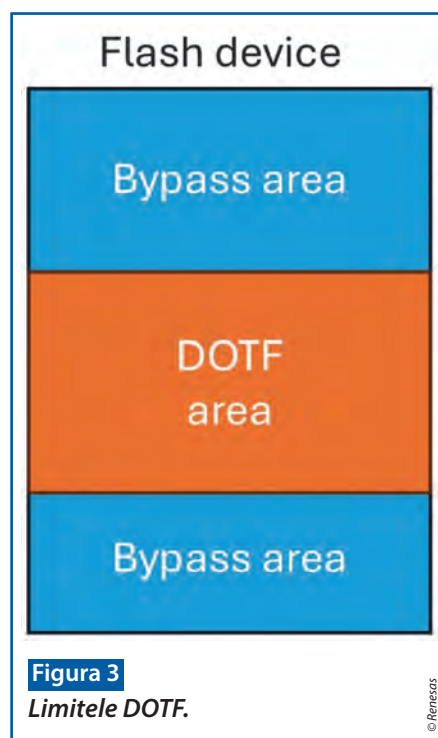 Flash device
Bypass area
DOTF
area
Bypass area
Figura 3
Limitele DOTF.
© Renesas